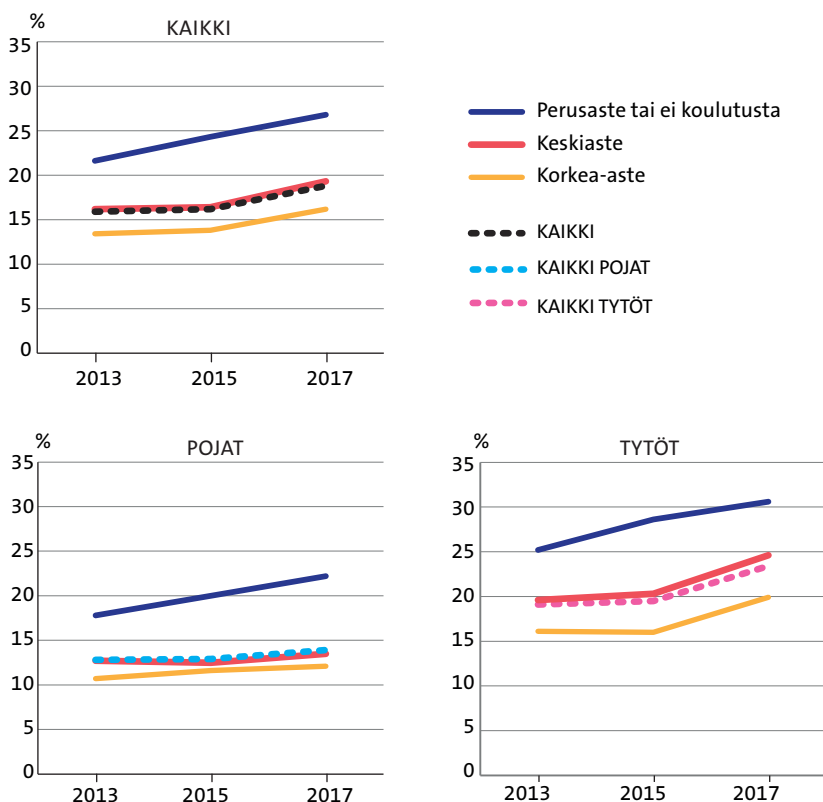 %
KAIKKI
35
30
25
20
15
10
5
0
2013 2015 2017
Perusaste tai ei koulutusta
Keskiaste
Korkea-aste
KAIKKI
KAIKKI POJAT
KAIKKI TYTÖT
%
POJAT
35
30
25
20
15
10
5
0
2013 2015 2017
%
TYTÖT
35
30
25
20
15
10
5
0
2013 2015 2017